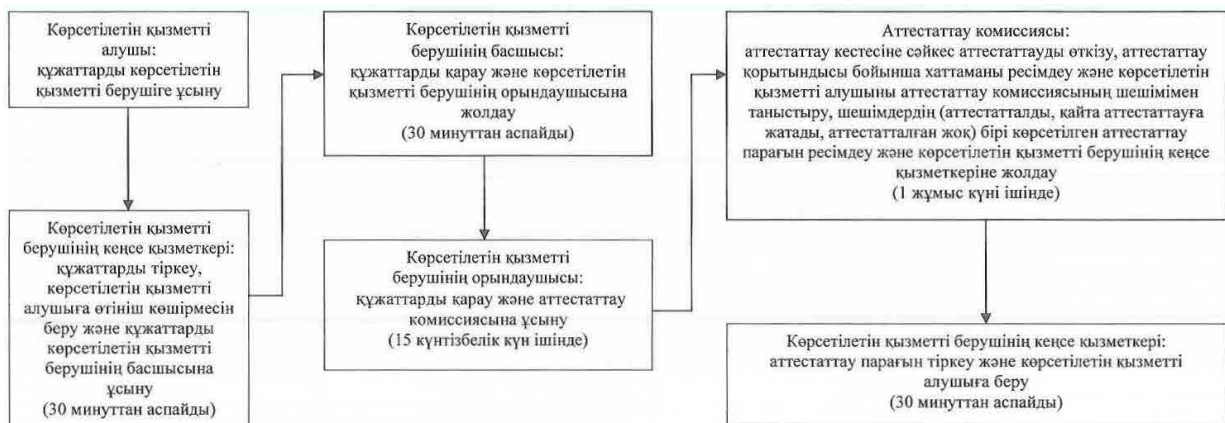 Көрсетілетін қызметті
алушы:
құжаттарды көрсетілетін
қызметті берушіге ұсыну
Көрсетілетін қызметті
берушінің кеңсе қызметкері:
құжаттарды тіркеу,
көрсетілетін қызметті
алушыға өтініш көшірмесін
беру және құжаттарды
көрсетілетін қызметті
берушінің басшысына
ұсыну
(30 минуттан аспайды)
Көрсетілетін қызметті
берушінің басшысы:
құжаттарды қарау және көрсетілетін
қызметті берушінің орындаушысына
жолдау
(30 минуттан аспайды)
Көрсетілетін қызметті
берушінің орындаушысы:
құжаттарды қарау және аттестаттау
комиссиясына ұсыну
(15 күнтізбелік күн ішінде)
Аттестаттау комиссиясы:
аттестаттау кестесіне сәйкес аттестаттауды өткізу, аттестаттау
қорытындысы бойынша хаттаманы ресімдеу және көрсетілетін
қызметті алушыны аттестаттау комиссиясының шешімімен
таныстыру, шешімдердің (аттестатталды, қайта аттестаттауға
жатады, аттестатталған жоқ) бірі көрсетілген аттестаттау
парағын ресімдеу және көрсетілетін қызметті берушінің кеңсе
қызметкеріне жолдау
(1 жұмыс күні ішінде)
Көрсетілетін қызметті берушінің кеңсе қызметкері:
аттестаттау парағын тіркеу және көрсетілетін қызметті
алушыға беру
(30 минуттан аспайды)